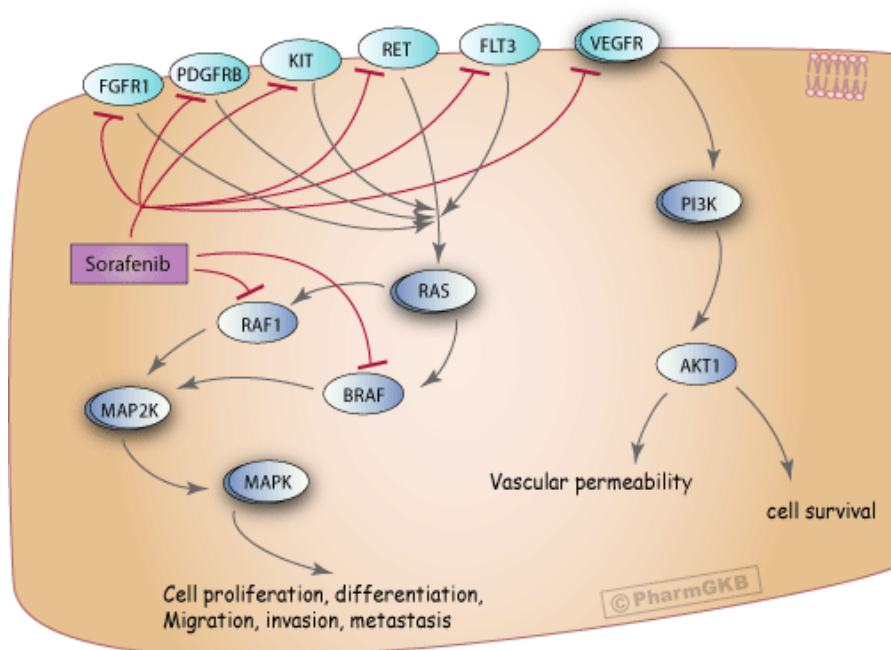 FGFR1
PDGFRB
KIT
RET
FLT3
VEGFR
PI3K
Sorafenib
RAS
RAF1
AKT1
BRAF
MAP2K
MAPK
Vascular permeability
cell survival
Cell proliferation, differentiation,
Migration, invasion, metastasis
© PharmGKB